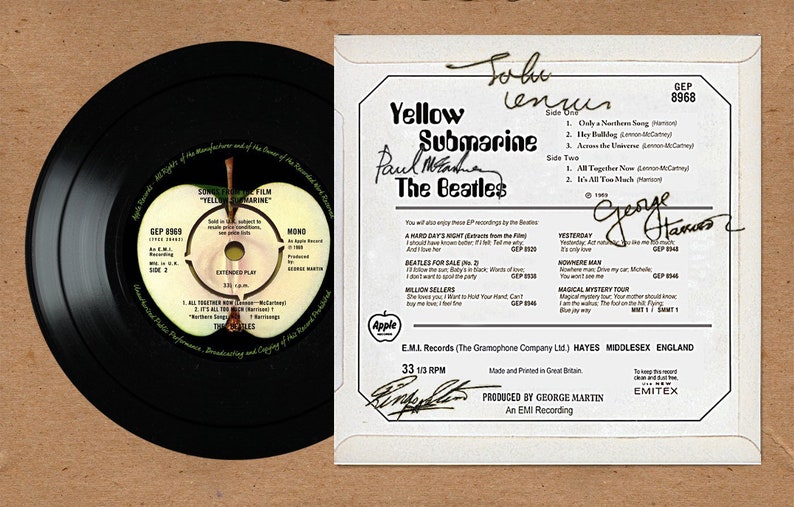 Apple Records · All Rights of the Manufacturer and of the Owner of the Recorded Work Reserved
Unauthorized Public Performance, Broadcasting and Copying of this Record Prohibited
SONGS FROM THE FILM
"YELLOW SUBMARINE"
GEP 8969
(7YCE 20403)
An E.M.I.
Recording
Mfd. in U.K.
SIDE 2
Sold in U.K. subject to
resale price conditions,
see price lists
MONO
An Apple Record
℗ 1969
Produced by
GEORGE MARTIN
EXTENDED PLAY
33⅓ r.p.m.
1. ALL TOGETHER NOW (Lennon—McCartney)
2. IT'S ALL TOO MUCH (Harrison) †
*Northern Songs, † Harrisongs
THE BEATLES
John
Lennon
GEP
8968
Yellow
Submarine
Paul McCartney
The Beatles
Side One
1. Only a Northern Song (Harrison)
2. Hey Bulldog (Lennon-McCartney)
3. Across the Universe (Lennon-McCartney)
Side Two
1. All Together Now (Lennon-McCartney)
2. It's All Too Much (Harrison)
℗ 1969
George
Harrison
You will also enjoy these EP recordings by the Beatles:
A HARD DAY'S NIGHT (Extracts from the Film)
I should have known better; If I fell; Tell me why;
And I love her GEP 8920
BEATLES FOR SALE (No. 2)
I'll follow the sun; Baby's in black; Words of love;
I don't want to spoil the party GEP 8938
MILLION SELLERS
She loves you; I Want to Hold Your Hand; Can't
buy me love; I feel fine GEP 8946
YESTERDAY
Yesterday; Act naturally; You like me too much;
It's only love GEP 8948
NOWHERE MAN
Nowhere man; Drive my car; Michelle;
You won't see me GEP 8946
MAGICAL MYSTERY TOUR
Magical mystery tour; Your mother should know;
I am the walrus; The fool on the hill; Flying;
Blue jay way MMT 1 / SMMT 1
Apple
RECORDS
E.M.I. Records (The Gramophone Company Ltd.) HAYES MIDDLESEX ENGLAND
33 1/3 RPM
Made and Printed in Great Britain.
To keep this record
clean and dust free,
USE NEW
EMITEX
Ringo Starr
PRODUCED BY GEORGE MARTIN
An EMI Recording